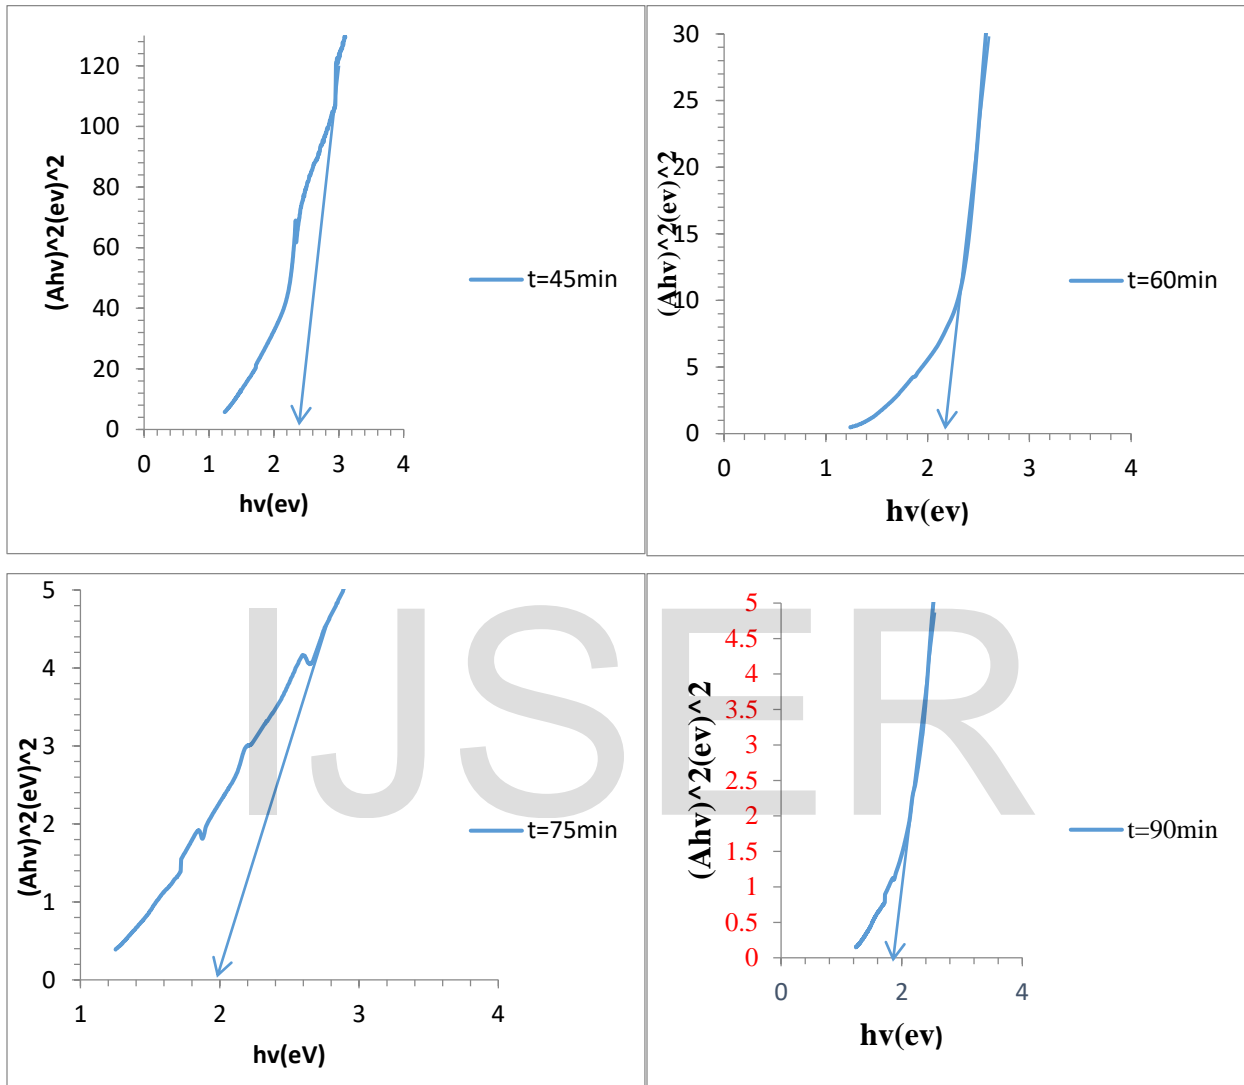 120
100
80
60
40
20
0
0 1 2 3 4
(Ahv)^2(ev)^2
hv(ev)
t=45min
30
25
20
15
10
5
0
0 1 2 3 4
(Ahv)^2(ev)^2
hv(ev)
t=60min
5
4
3
2
1
0
1 2 3 4
(Ahv)^2(eV)^2
hv(eV)
t=75min
5
4.5
4
3.5
3
2.5
2
1.5
1
0.5
0
0 2 4
(Ahv)^2(ev)^2
hv(ev)
t=90min
IJSER